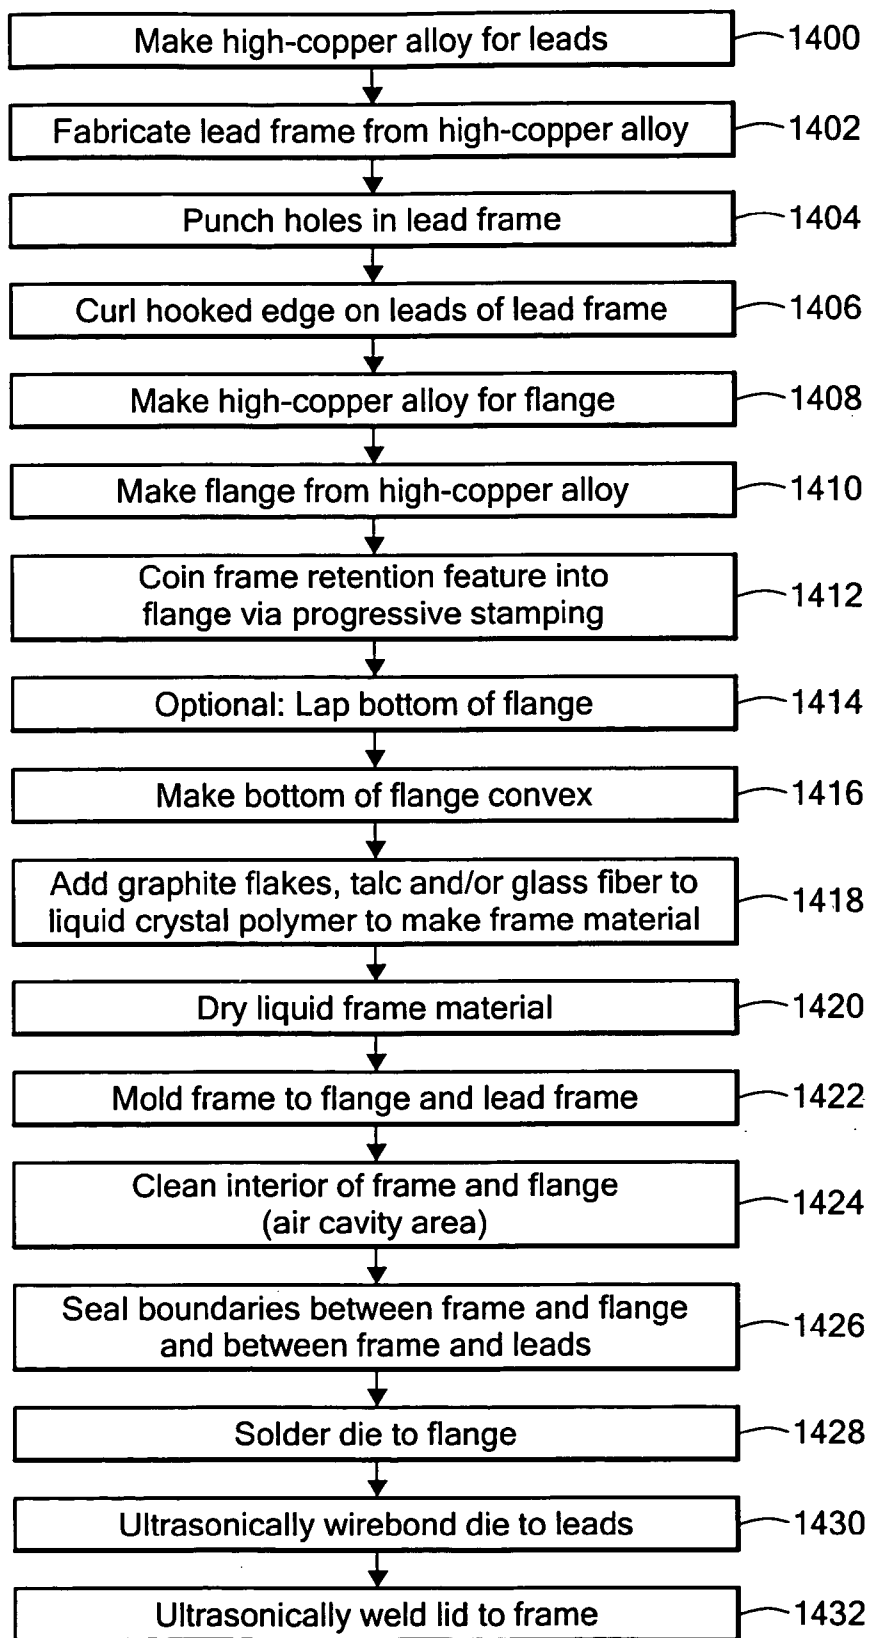 Make high-copper alloy for leads 1400
Fabricate lead frame from high-copper alloy 1402
Punch holes in lead frame 1404
Curl hooked edge on leads of lead frame 1406
Make high-copper alloy for flange 1408
Make flange from high-copper alloy 1410
Coin frame retention feature into
flange via progressive stamping 1412
Optional: Lap bottom of flange 1414
Make bottom of flange convex 1416
Add graphite flakes, talc and/or glass fiber to
liquid crystal polymer to make frame material 1418
Dry liquid frame material 1420
Mold frame to flange and lead frame 1422
Clean interior of frame and flange
(air cavity area) 1424
Seal boundaries between frame and flange
and between frame and leads 1426
Solder die to flange 1428
Ultrasonically wirebond die to leads 1430
Ultrasonically weld lid to frame 1432